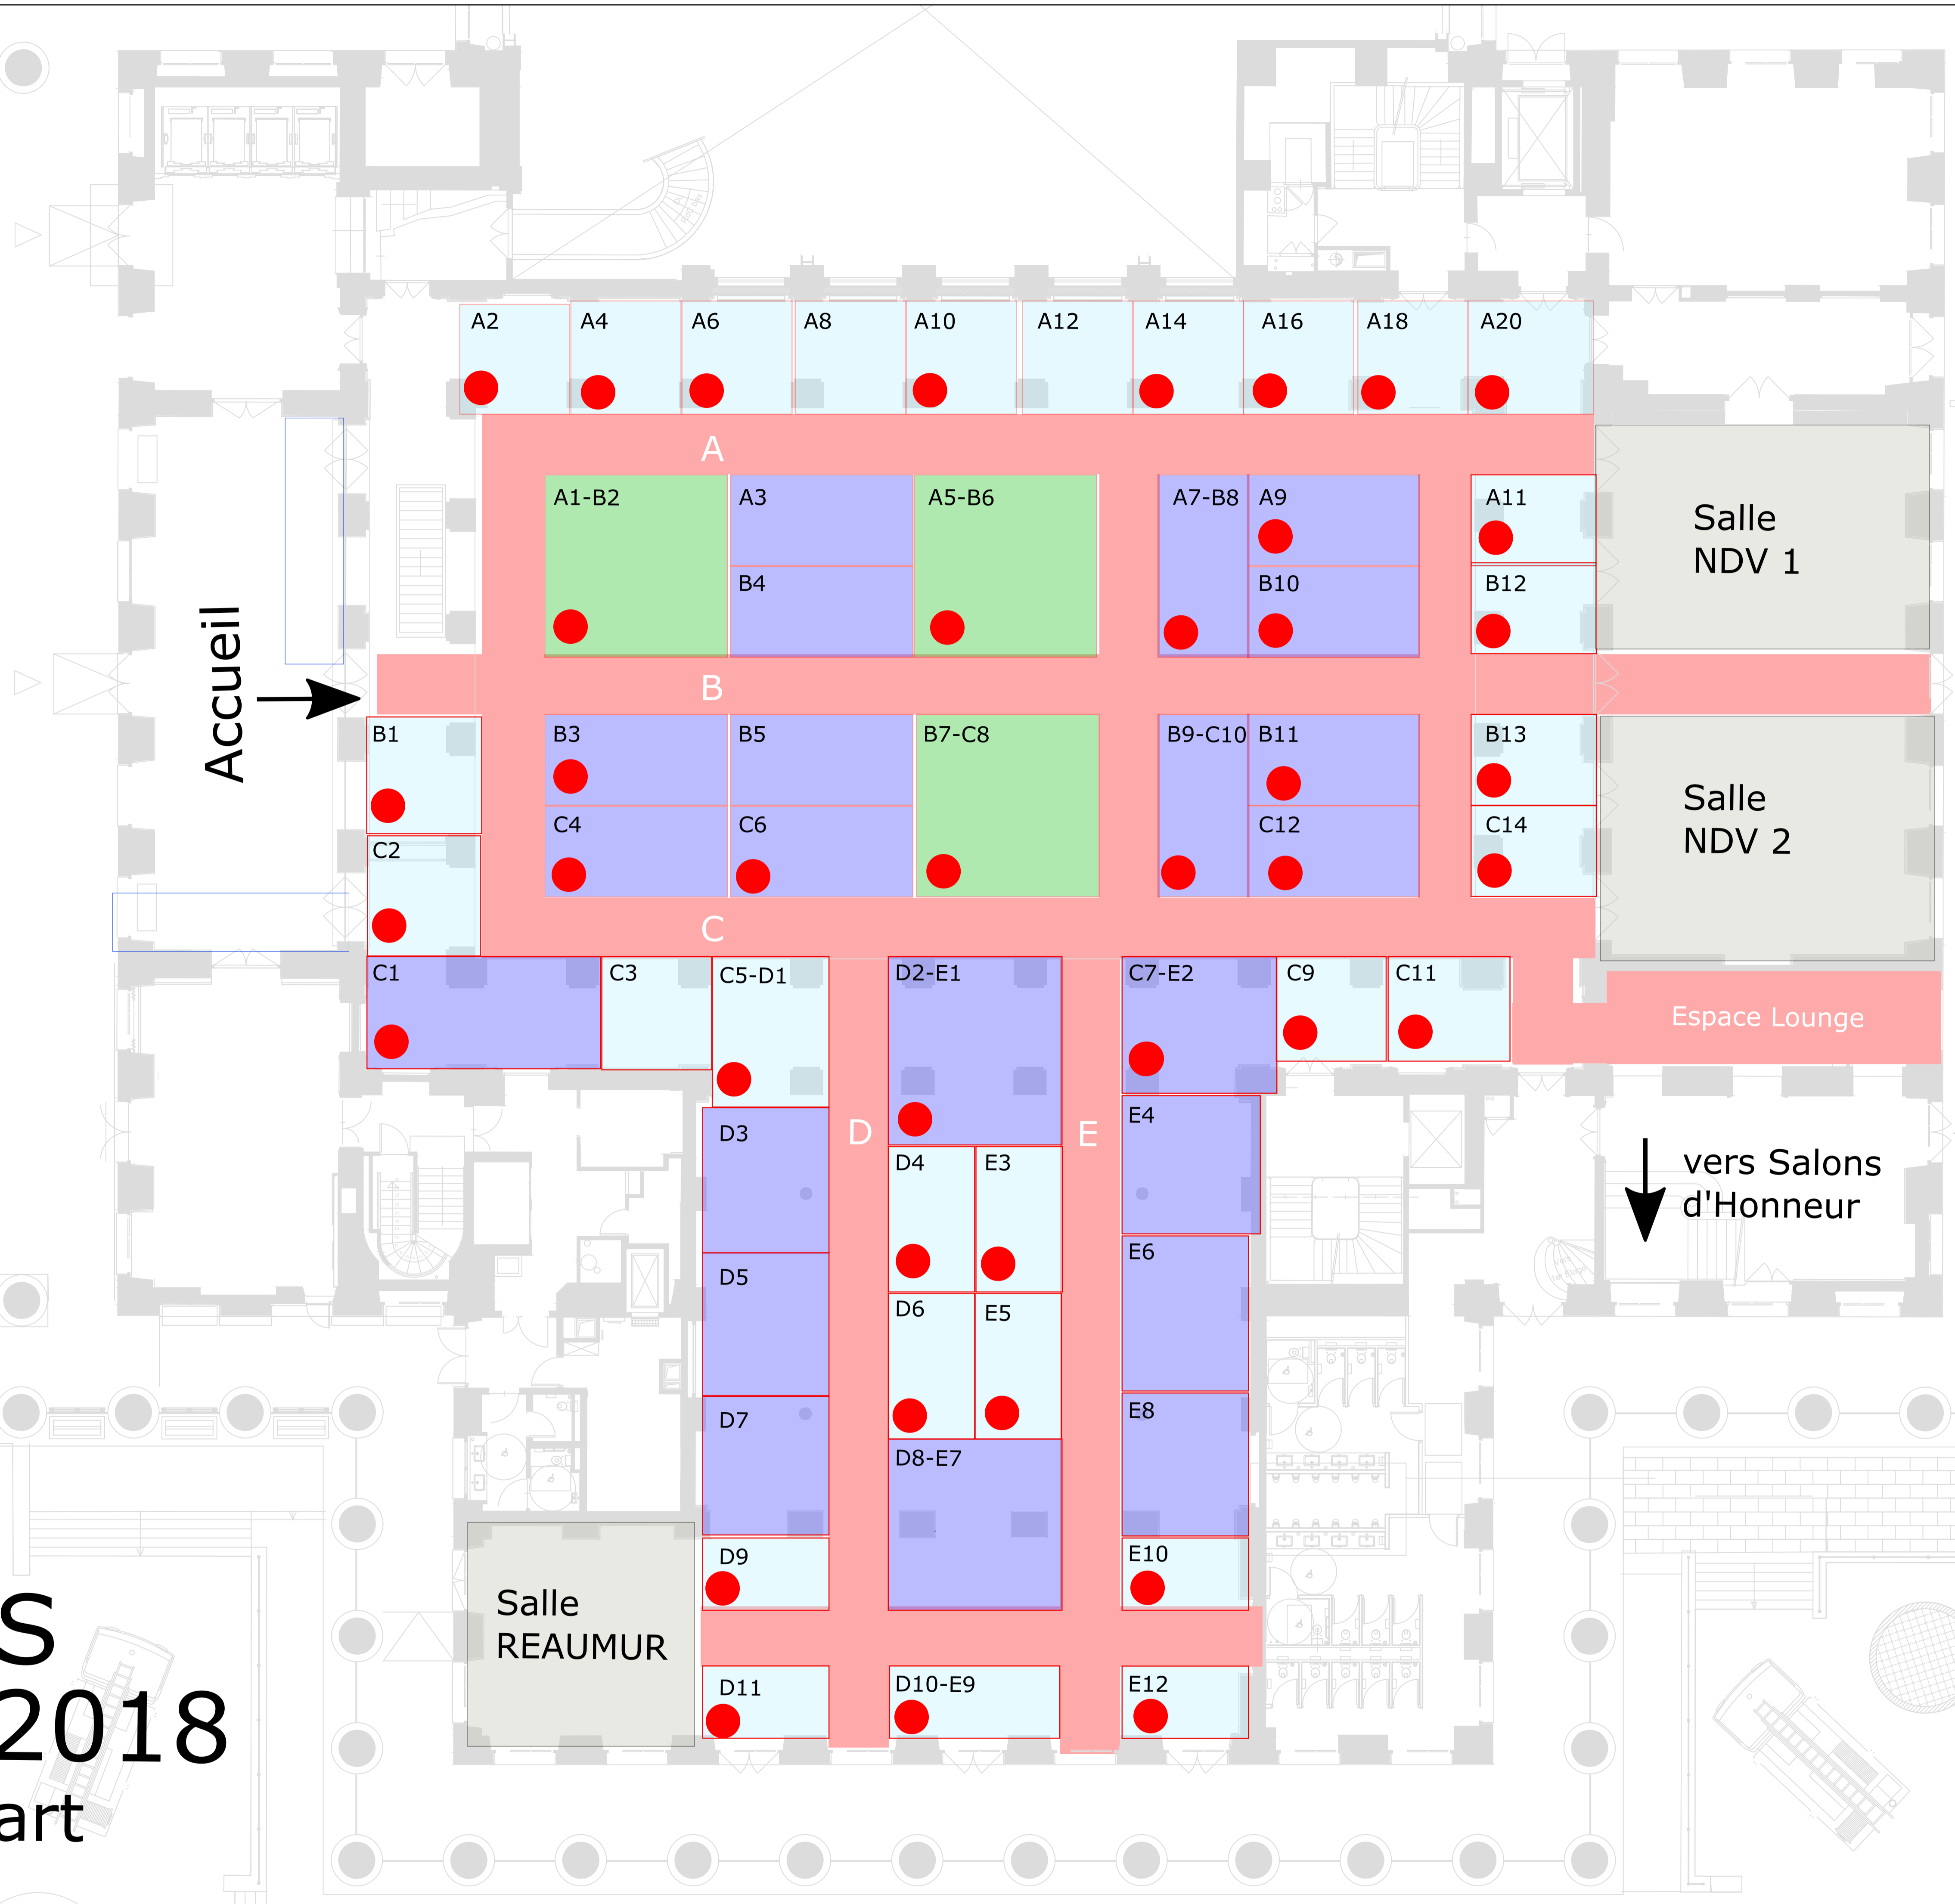 A2 A4 A6 A8 A10 A12 A14 A16 A18 A20
A
A1-B2 A3 A5-B6 A7-B8 A9 A11
Salle
NDV 1
B4 B10 B12
Accueil
B
B1 B3 B5 B7-C8 B9-C10 B11 B13
Salle
NDV 2
C2 C4 C6 C12 C14
C
C1 C3 C5-D1 D2-E1 C7-E2 C9 C11
Espace Lounge
D3 D E E4
D4 E3
vers Salons
d'Honneur
D5 E6
D6 E5
D7 E8
D8-E7
D9 E10
Salle
REAUMUR
D11 D10-E9 E12
S
2018
art